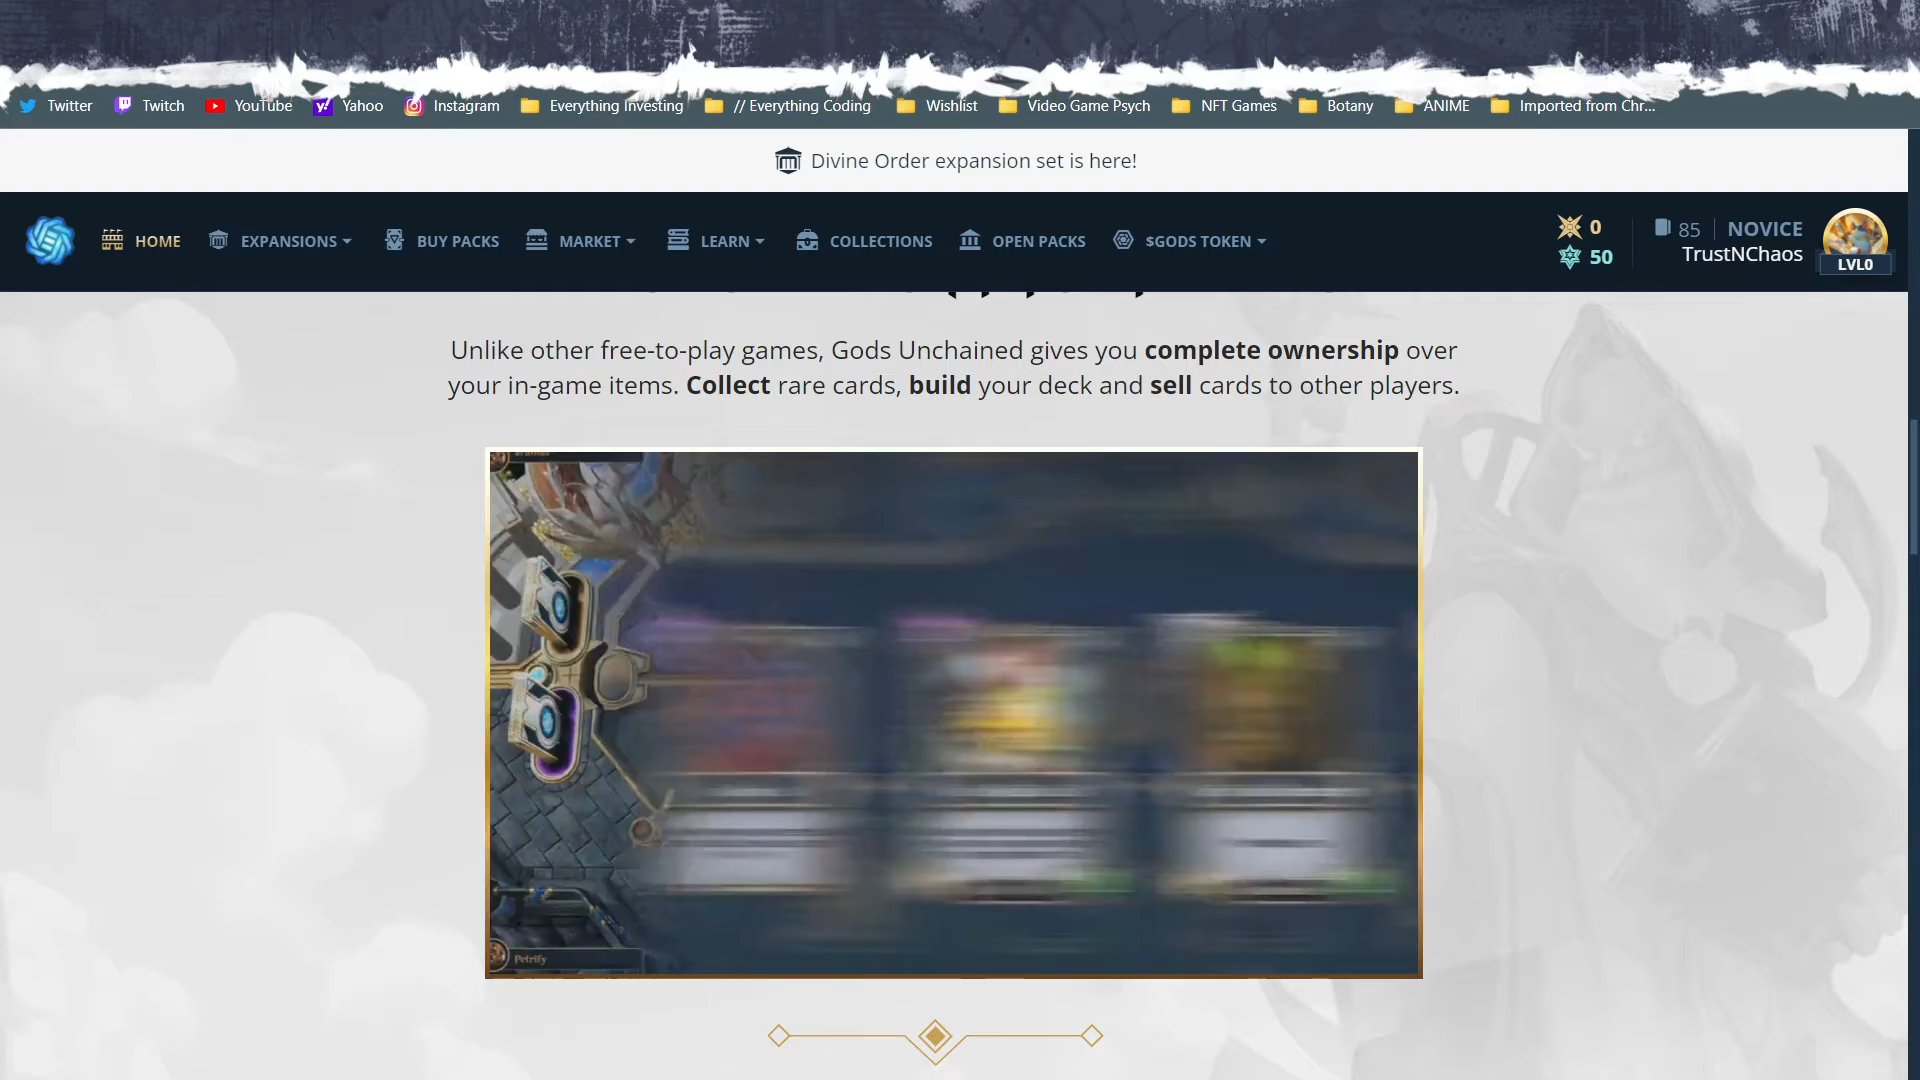 Twitter Twitch YouTube Yahoo Instagram Everything Investing // Everything Coding Wishlist Video Game Psych NFT Games Botany ANIME Imported from Chr...
Divine Order expansion set is here!
HOME EXPANSIONS BUY PACKS MARKET LEARN COLLECTIONS OPEN PACKS $GODS TOKEN
0
50
85 NOVICE
TrustNChaos
LVL0
Unlike other free-to-play games, Gods Unchained gives you complete ownership over
your in-game items. Collect rare cards, build your deck and sell cards to other players.
Petrify